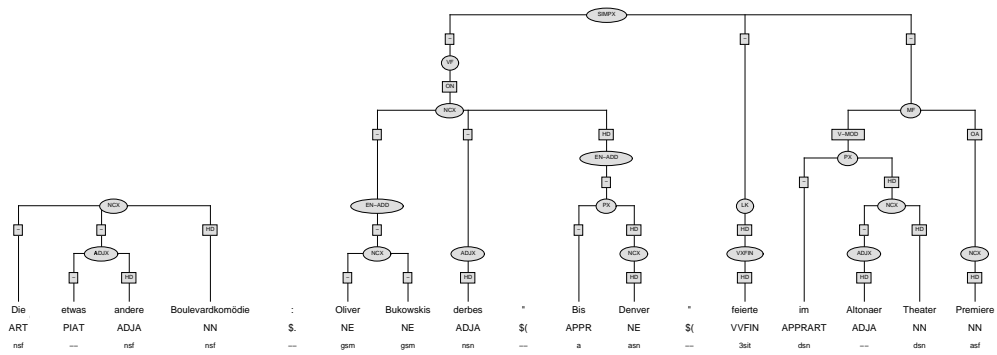 SIMPX
– – –
VF
ON
NCX MF
– – HD V–MOD OA
EN–ADD PX
– – HD
NCX EN–ADD PX LK NCX
– – HD – – HD HD – HD
ADJX NCX ADJX NCX VXFIN ADJX NCX
– HD – – HD HD HD HD HD
Die etwas andere Boulevardkomödie : Oliver Bukowskis derbes " Bis Denver " feierte im Altonaer Theater Premiere
ART PIAT ADJA NN $. NE NE ADJA $( APPR NE $( VVFIN APPRART ADJA NN NN
nsf –– nsf nsf –– gsm gsm nsn –– a asn –– 3sit dsn –– dsn asf